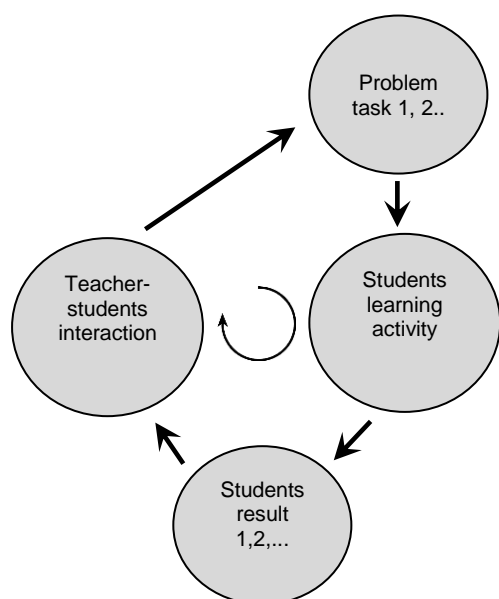 Problem
task 1, 2..
Students
learning
activity
Students
result
1,2,...
Teacher-
students
interaction